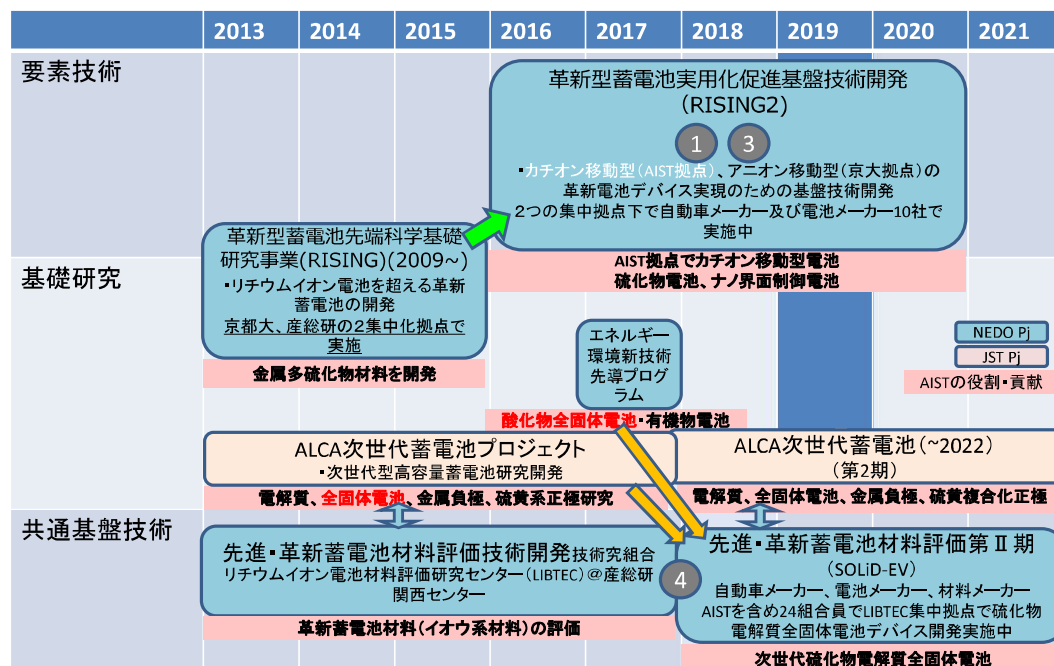 2013 2014 2015 2016 2017 2018 2019 2020 2021
要素技術
革新型蓄電池実用化促進基盤技術開発
(RISING2)
1 3
・カチオン移動型(AIST拠点)、アニオン移動型(京大拠点)の
革新電池デバイス実現のための基盤技術開発
2つの集中拠点下で自動車メーカー及び電池メーカー10社で
実施中
AIST拠点でカチオン移動型電池
硫化物電池、ナノ界面制御電池
基礎研究
革新型蓄電池先端科学基礎
研究事業(RISING)(2009~)
・リチウムイオン電池を超える革新
蓄電池の開発
京都大、産総研の2集中化拠点で
実施
金属多硫化物材料を開発
エネルギー
環境新技術
先導プログ
ラム
酸化物全固体電池・有機物電池
NEDO Pj
JST Pj
AISTの役割・貢献
ALCA次世代蓄電池プロジェクト
・次世代型高容量蓄電池研究開発
電解質、全固体電池、金属負極、硫黄系正極研究
ALCA次世代蓄電池(~2022)
(第2期)
電解質、全固体電池、金属負極、硫黄複合化正極
共通基盤技術
先進・革新蓄電池材料評価技術開発技術究組合
リチウムイオン電池材料評価研究センター(LIBTEC)@産総研
関西センター
革新蓄電池材料(イオウ系材料)の評価
4
先進・革新蓄電池材料評価第Ⅱ期
(SOLiD-EV)
自動車メーカー、電池メーカー、材料メーカー
AISTを含め24組合員でLIBTEC集中拠点で硫化物
電解質全固体電池デバイス開発実施中
次世代硫化物電解質全固体電池